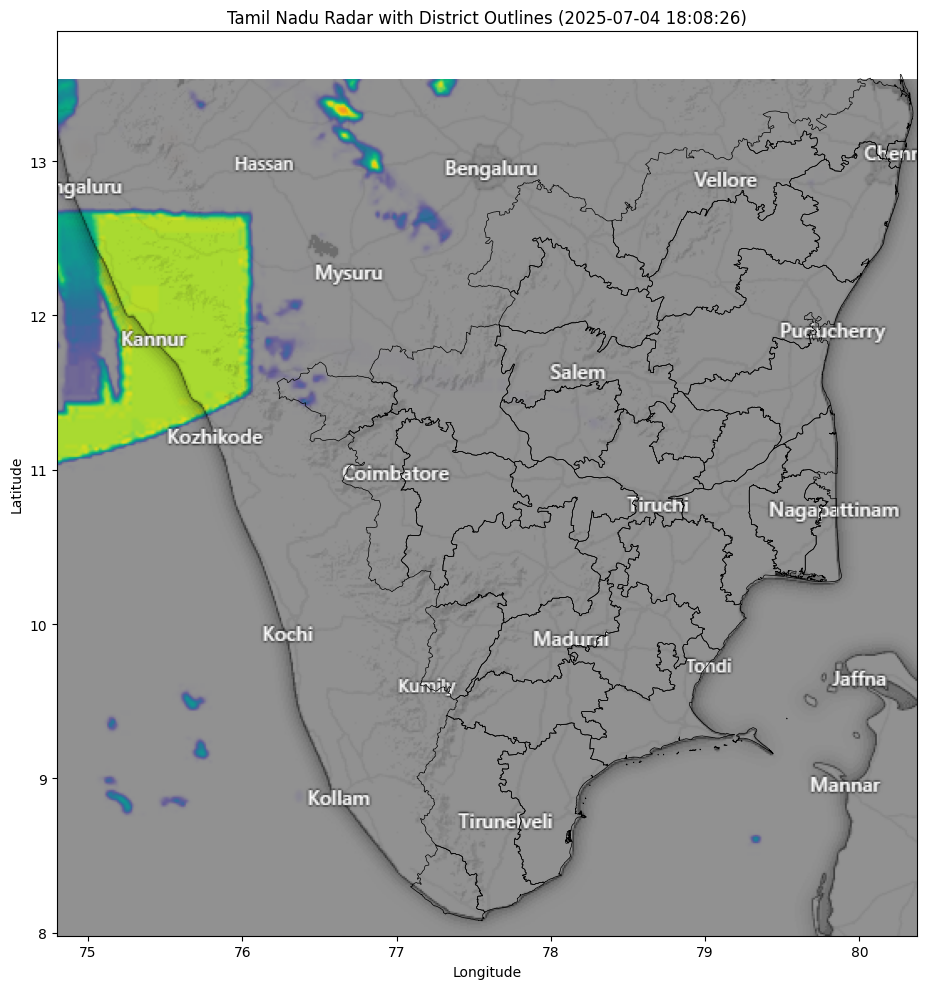 Tamil Nadu Radar with District Outlines (2025-07-04 18:08:26)
13
12
11
10
9
8
Latitude
Chenn
Hassan
Bengaluru
Vellore
ngaluru
Mysuru
Kannur
Puducherry
Salem
Kozhikode
Coimbatore
Tiruchi
Nagapattinam
Kochi
Madurai
Tondi
Jaffna
Kumily
Mannar
Kollam
Tirunelveli
75
76
77
78
79
80
Longitude